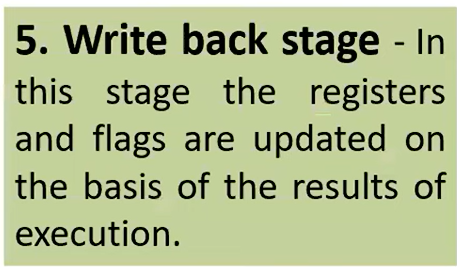 5. Write back stage - In
this stage the registers
and flags are updated on
the basis of the results of
execution.